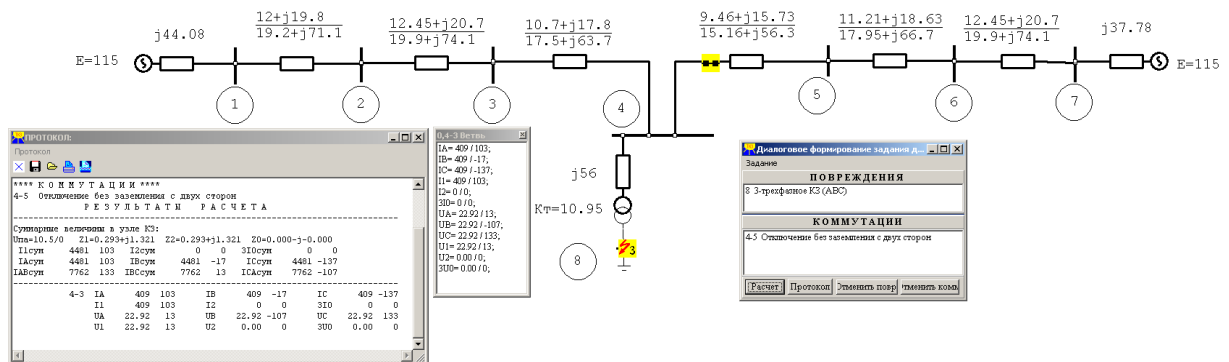 j44.08
12+j19.8
19.2+j71.1
12.45+j20.7
19.9+j74.1
10.7+j17.8
17.5+j63.7
9.46+j15.73
15.16+j56.3
11.21+j18.63
17.95+j66.7
12.45+j20.7
19.9+j74.1
j37.78
E=115
E=115
1
2
3
4
5
6
7
j56
Кт=10.95
3
8
ПРОТОКОЛ:
Протокол
**** К О М М У Т А Ц И И ****
4-5 Отключение без заземления с двух сторон
Р Е З У Л Ь Т А Т Ы Р А С Ч Е Т А
Суммарные величины в узле КЗ:
Uпа=10.5/0 Z1=0.293+j1.321 Z2=0.293+j1.321 Z0=0.000-j-0.000
I1сум 4481 103 I2сум 0 0 3I0сум 0 0
IAсум 4481 103 IBсум 4481 -17 ICсум 4481 -137
IABсум 7762 133 IBCсум 7762 13 ICAсум 7762 -107
4-3 IA 409 103 IB 409 -17 IC 409 -137
I1 409 103 I2 0 0 3I0 0 0
UA 22.92 13 UB 22.92 -107 UC 22.92 133
U1 22.92 13 U2 0.00 0 3U0 0.00 0
0,4-3 Ветвь
IA= 409 / 103;
IB= 409 / -17;
IC= 409 / -137;
I1= 409 / 103;
I2= 0 / 0;
3I0= 0 / 0;
UA= 22.92 / 13;
UB= 22.92 / -107;
UC= 22.92 / 133;
U1= 22.92 / 13;
U2= 0.00 / 0;
3U0= 0.00 / 0;
Диалоговое формирование задания д...
Задание
ПОВРЕЖДЕНИЯ
8 3-трехфазное КЗ (ABC)
КОММУТАЦИИ
4-5 Отключение без заземления с двух сторон
Расчет
Протокол
Отменить повр
тменить комм